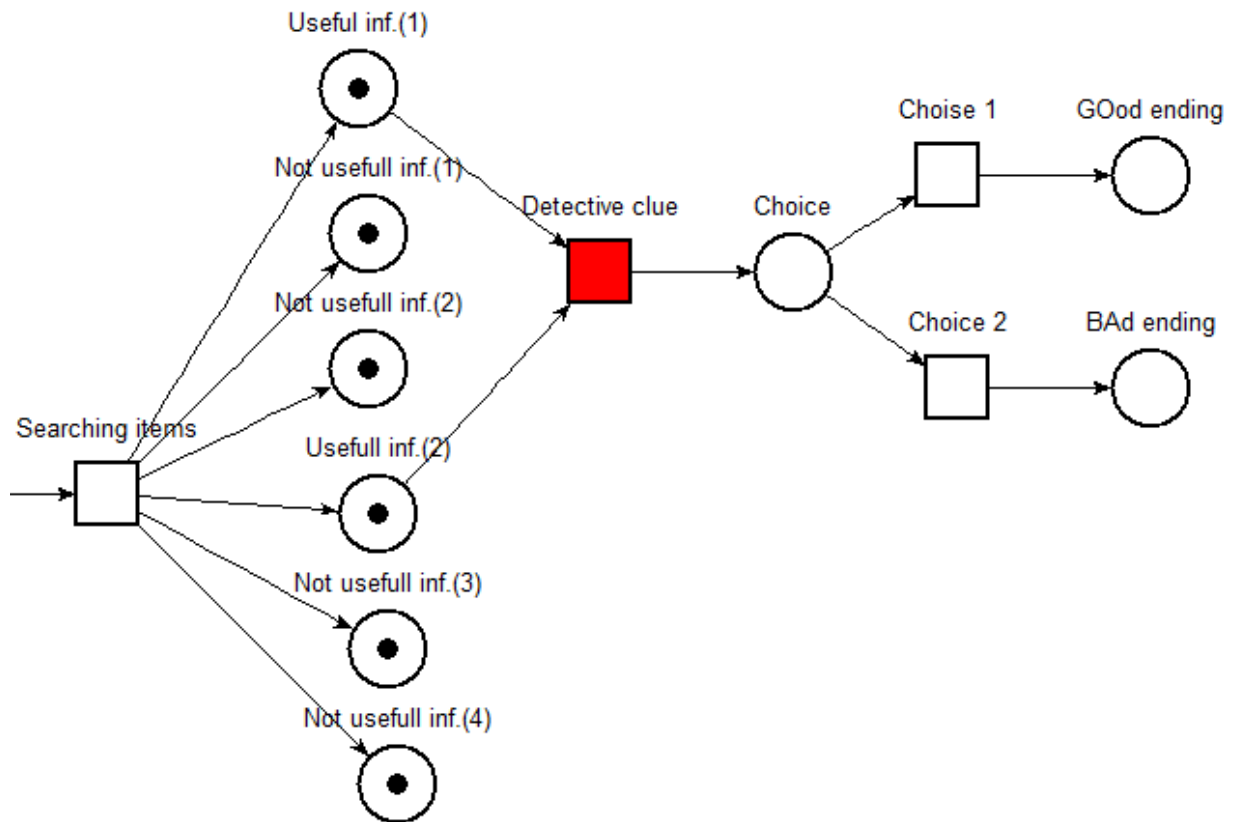 Useful inf.(1)
Not usefull inf.(1)
Not usefull inf.(2)
Searching items
Usefull inf.(2)
Not usefull inf.(3)
Not usefull inf.(4)
Detective clue
Choice
Choise 1
GOod ending
Choice 2
BAd ending